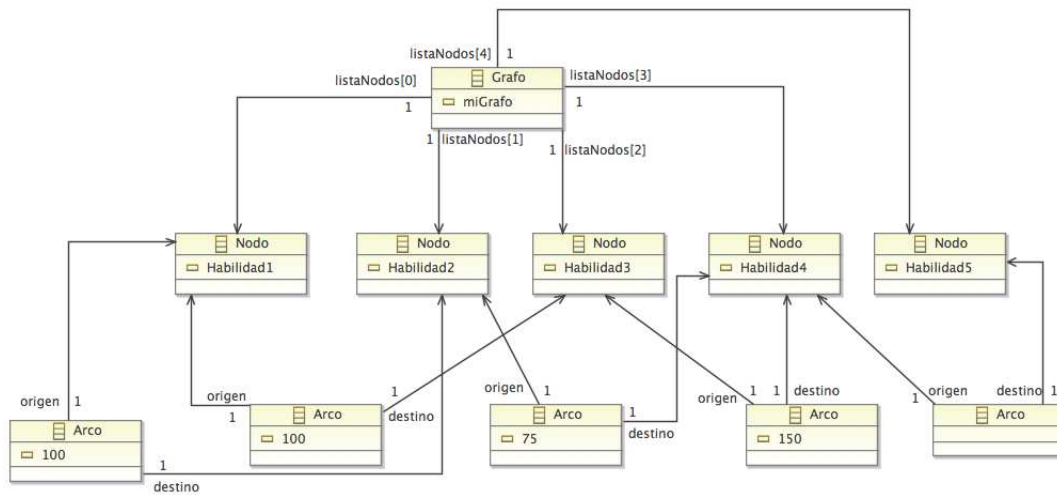 listaNodos[4] 1
listaNodos[0]
Grafo
listaNodos[3]
miGrafo
1
1
1 listaNodos[1]
1 listaNodos[2]
Nodo
Nodo
Nodo
Nodo
Nodo
Habilidad1
Habilidad2
Habilidad3
Habilidad4
Habilidad5
origen 1
origen
1
1
destino
origen 1
1
destino
origen 1
1 destino
1 origen
destino 1
Arco
100
1
destino
Arco
100
Arco
75
Arco
150
Arco